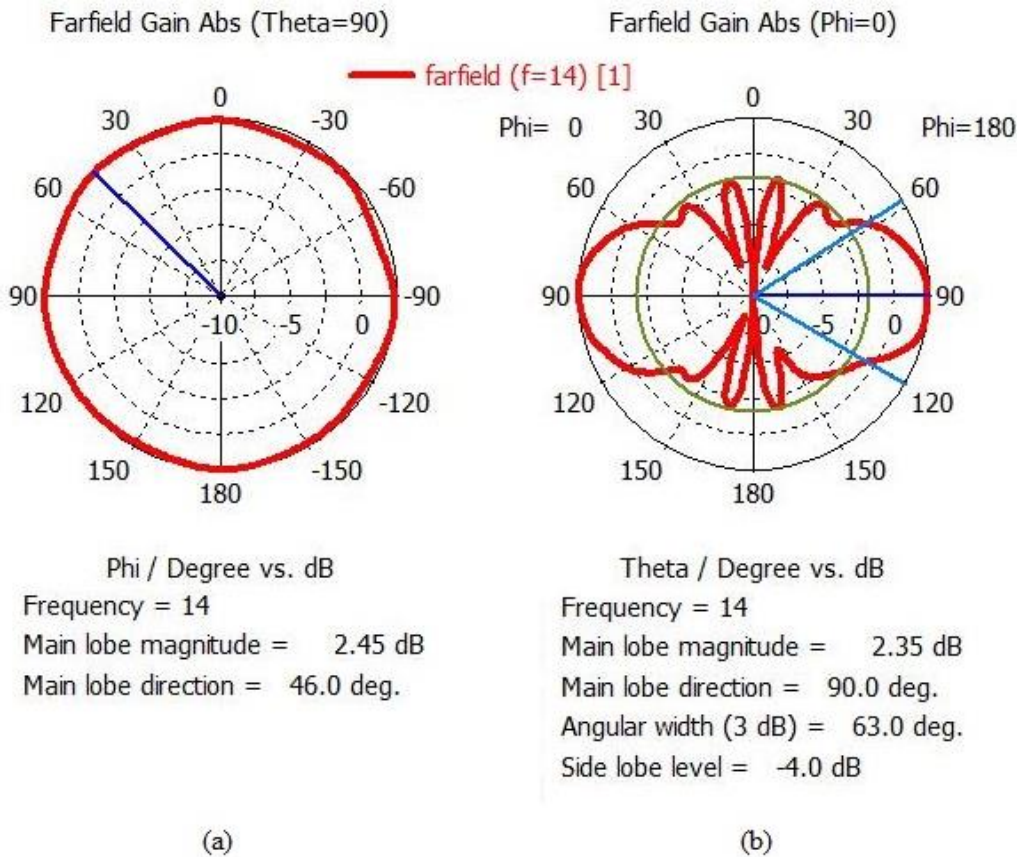 Farfield Gain Abs (Theta=90)
Farfield Gain Abs (Phi=0)
farfield (f=14) [1]
0
30
-30
60
-60
90
-90
-10
-5
0
120
-120
150
-150
180
Phi= 0
0
Phi=180
30
30
60
60
90
90
0
-5
0
120
120
150
150
180
Phi / Degree vs. dB
Frequency = 14
Main lobe magnitude = 2.45 dB
Main lobe direction = 46.0 deg.
Theta / Degree vs. dB
Frequency = 14
Main lobe magnitude = 2.35 dB
Main lobe direction = 90.0 deg.
Angular width (3 dB) = 63.0 deg.
Side lobe level = -4.0 dB
(a)
(b)